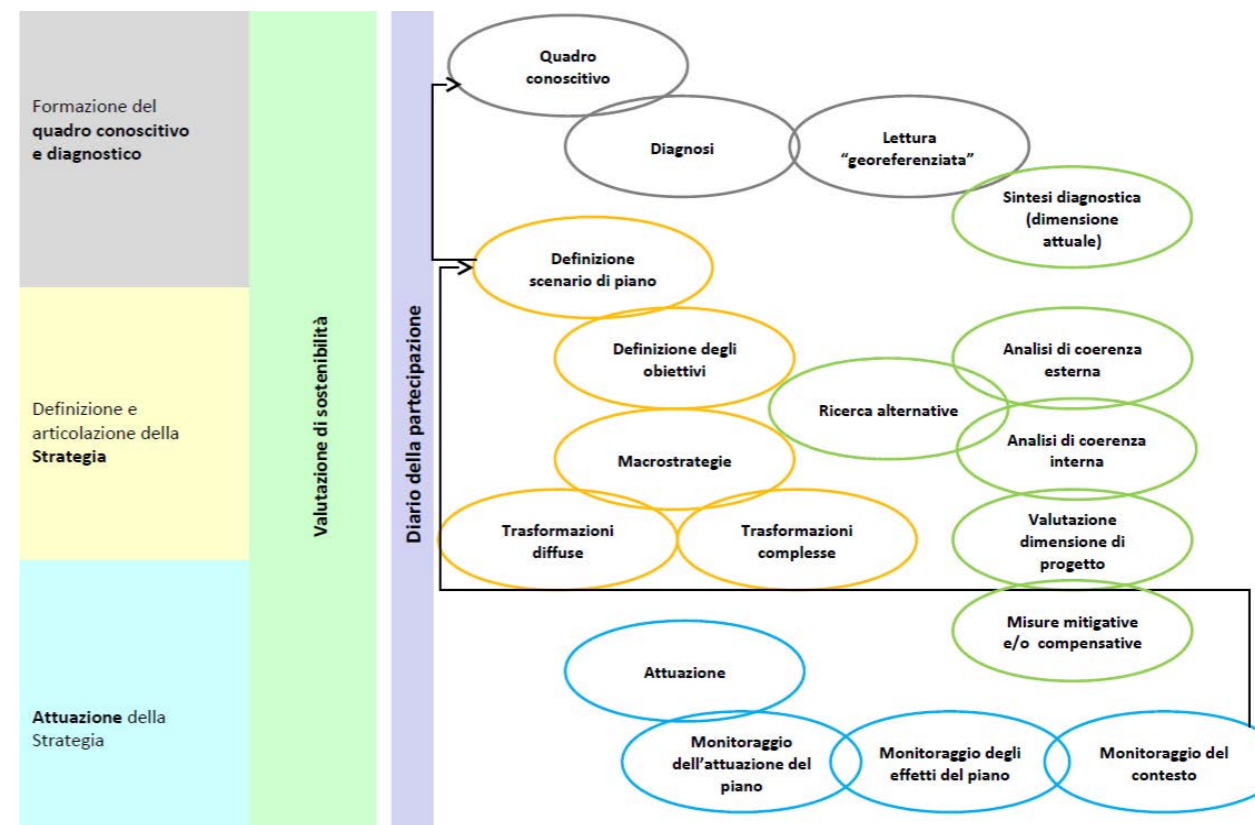 Formazione del
quadro conoscitivo
e diagnostico
Definizione e
articolazione della
Strategia
Attuazione della
Strategia
Valutazione di sostenibilità
Diario della partecipazione
Quadro
conoscitivo
Diagnosi
Lettura
“georeferenziata”
Sintesi diagnostica
(dimensione
attuale)
Definizione
scenario di piano
Definizione degli
obiettivi
Ricerca alternative
Analisi di coerenza
esterna
Macrostrategie
Analisi di coerenza
interna
Trasformazioni
diffuse
Trasformazioni
complesse
Valutazione
dimensione di
progetto
Misure mitigative
e/o  compensative
Attuazione
Monitoraggio
dell’attuazione del
piano
Monitoraggio degli
effetti del piano
Monitoraggio del
contesto